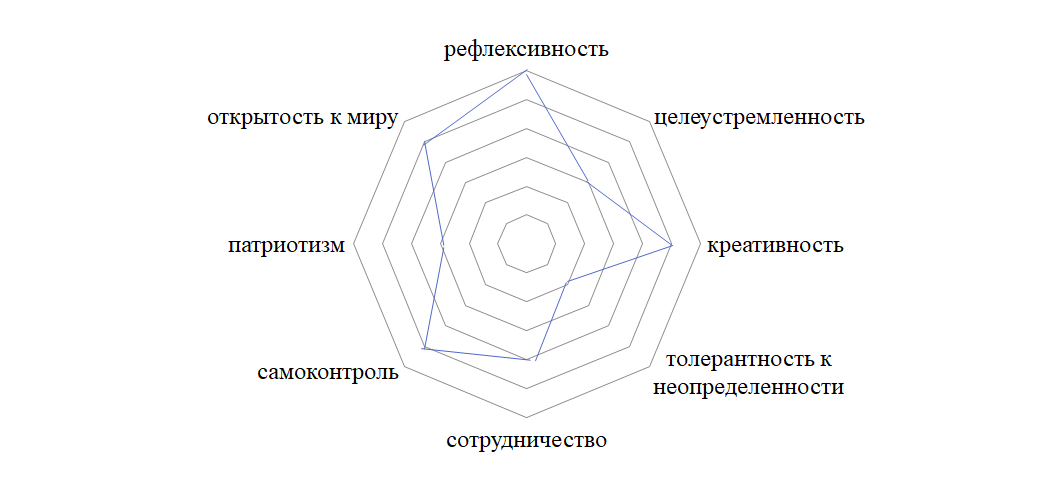 рефлексивность
открытость к миру
целеустремленность
патриотизм
креативность
самоконтроль
толерантность к
неопределенности
сотрудничество